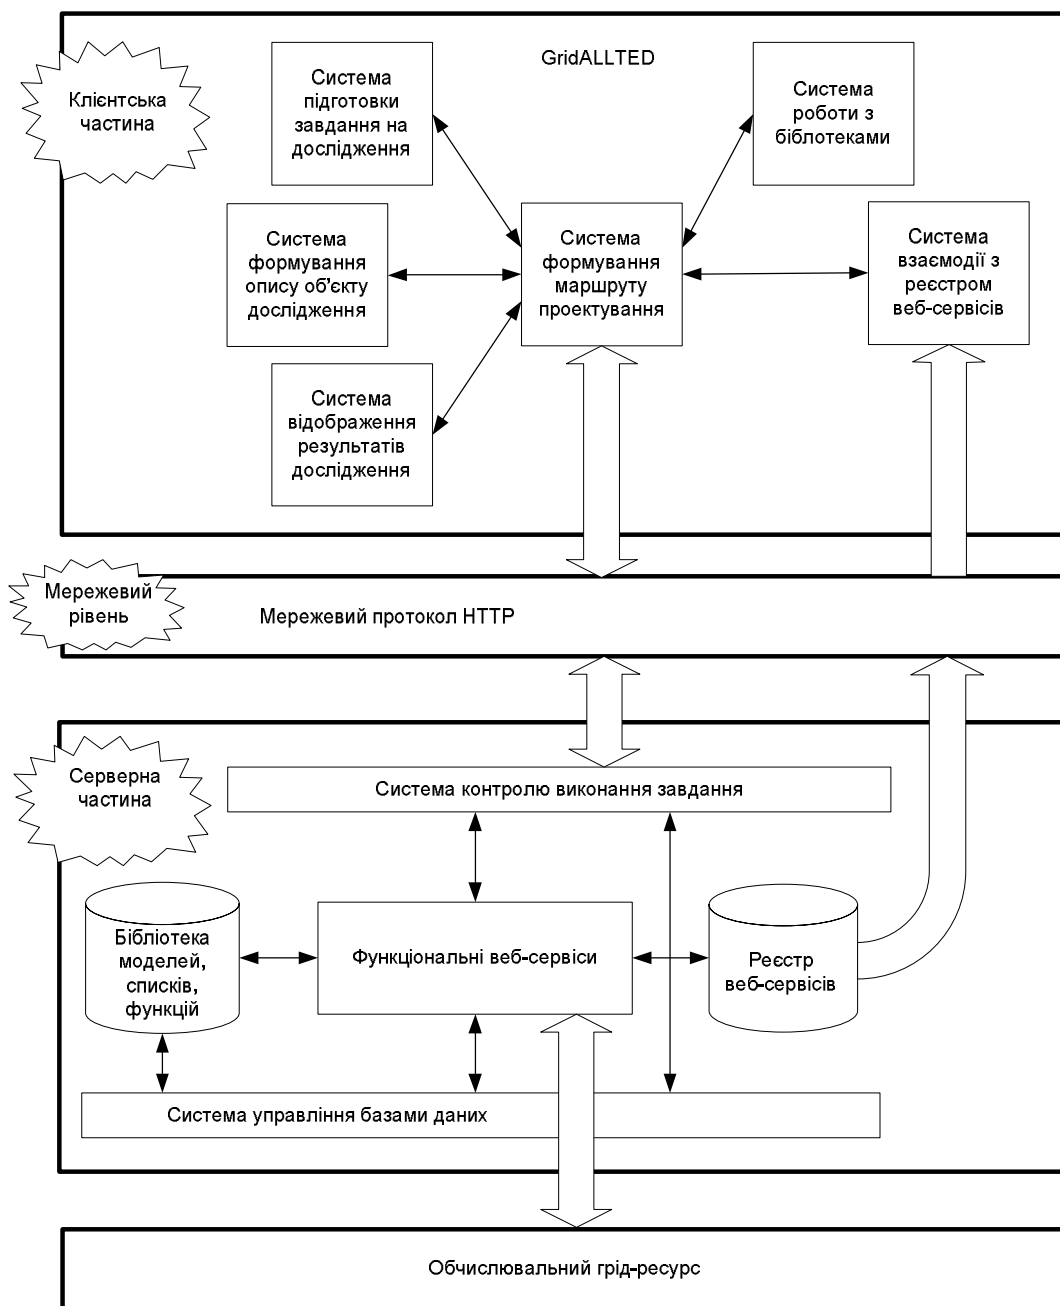 GridALLTED
Клієнтська
частина
Система
підготовки
завдання на
дослідження
Система
роботи з
біблотеками
Система
формування
опису об'єкту
дослідження
Система
формування
маршруту
проектування
Система
взаємодії з
реєстром
веб-сервісів
Система
відображення
результатів
дослідження
Мережевий
рівень
Мережевий протокол HTTP
Серверна
частина
Система контролю виконання завдання
Бібліотека
моделей,
списків,
функцій
Функціональні веб-сервіси
Реєстр
веб-сервісів
Система управління базами даних
Обчислювальний грід-ресурс